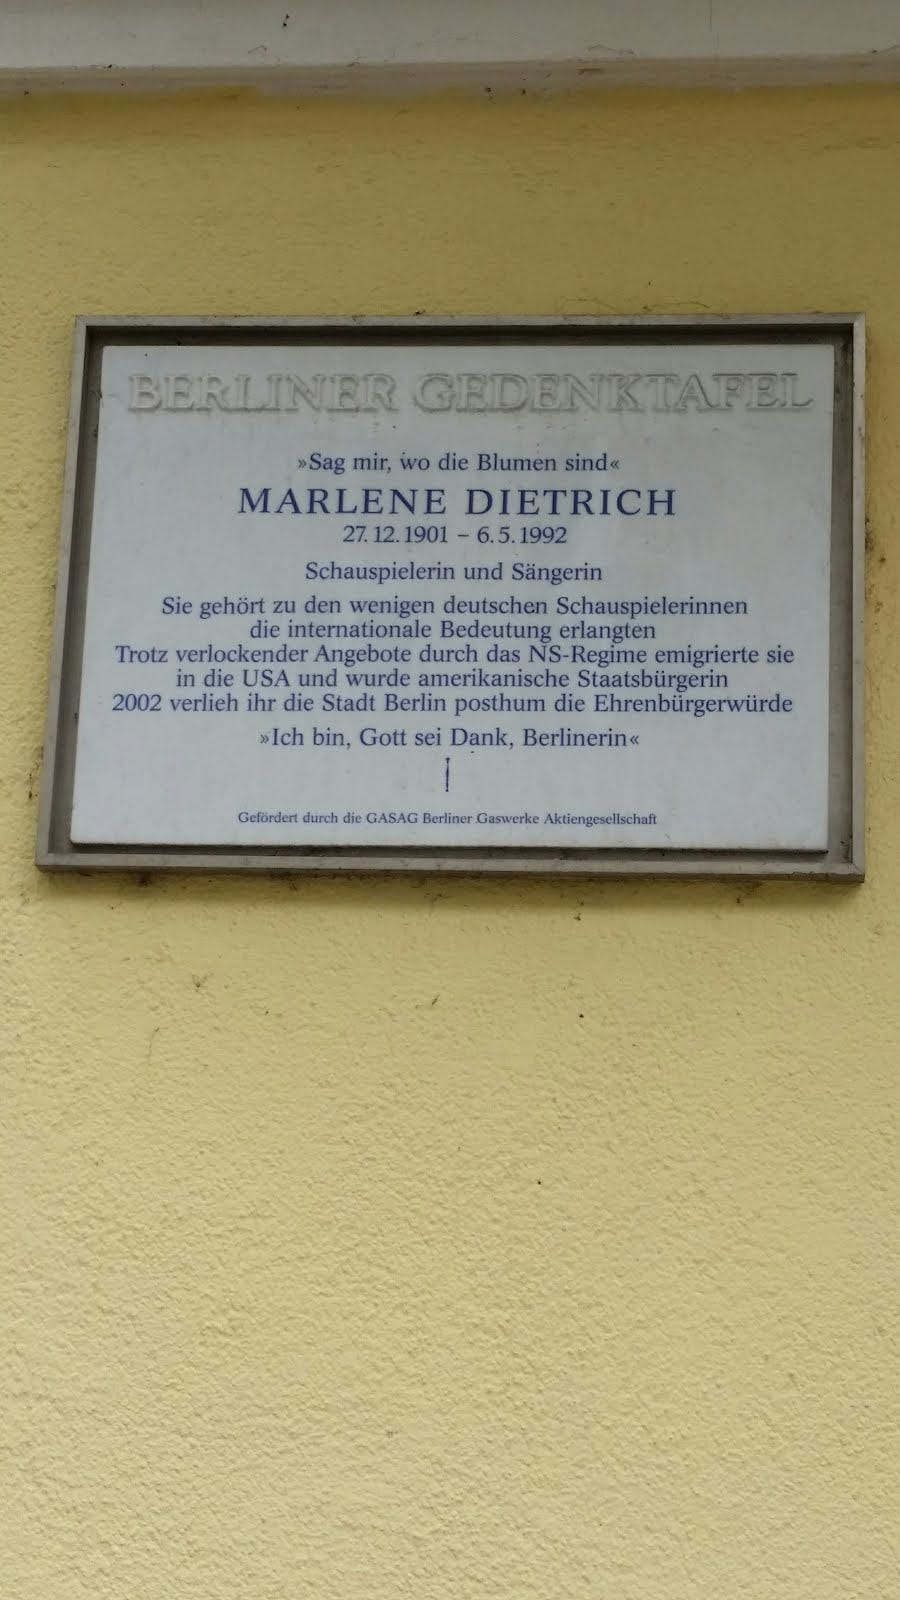 BERLINER GEDENKTAFEL
»Sag mir, wo die Blumen sind«
MARLENE DIETRICH
27. 12. 1901 – 6. 5. 1992
Schauspielerin und Sängerin
Sie gehört zu den wenigen deutschen Schauspielerinnen
die internationale Bedeutung erlangten
Trotz verlockender Angebote durch das NS-Regime emigrierte sie
in die USA und wurde amerikanische Staatsbürgerin
2002 verlieh ihr die Stadt Berlin posthum die Ehrenbürgerwürde
»Ich bin, Gott sei Dank, Berlinerin«
Gefördert durch die GASAG Berliner Gaswerke Aktiengesellschaft